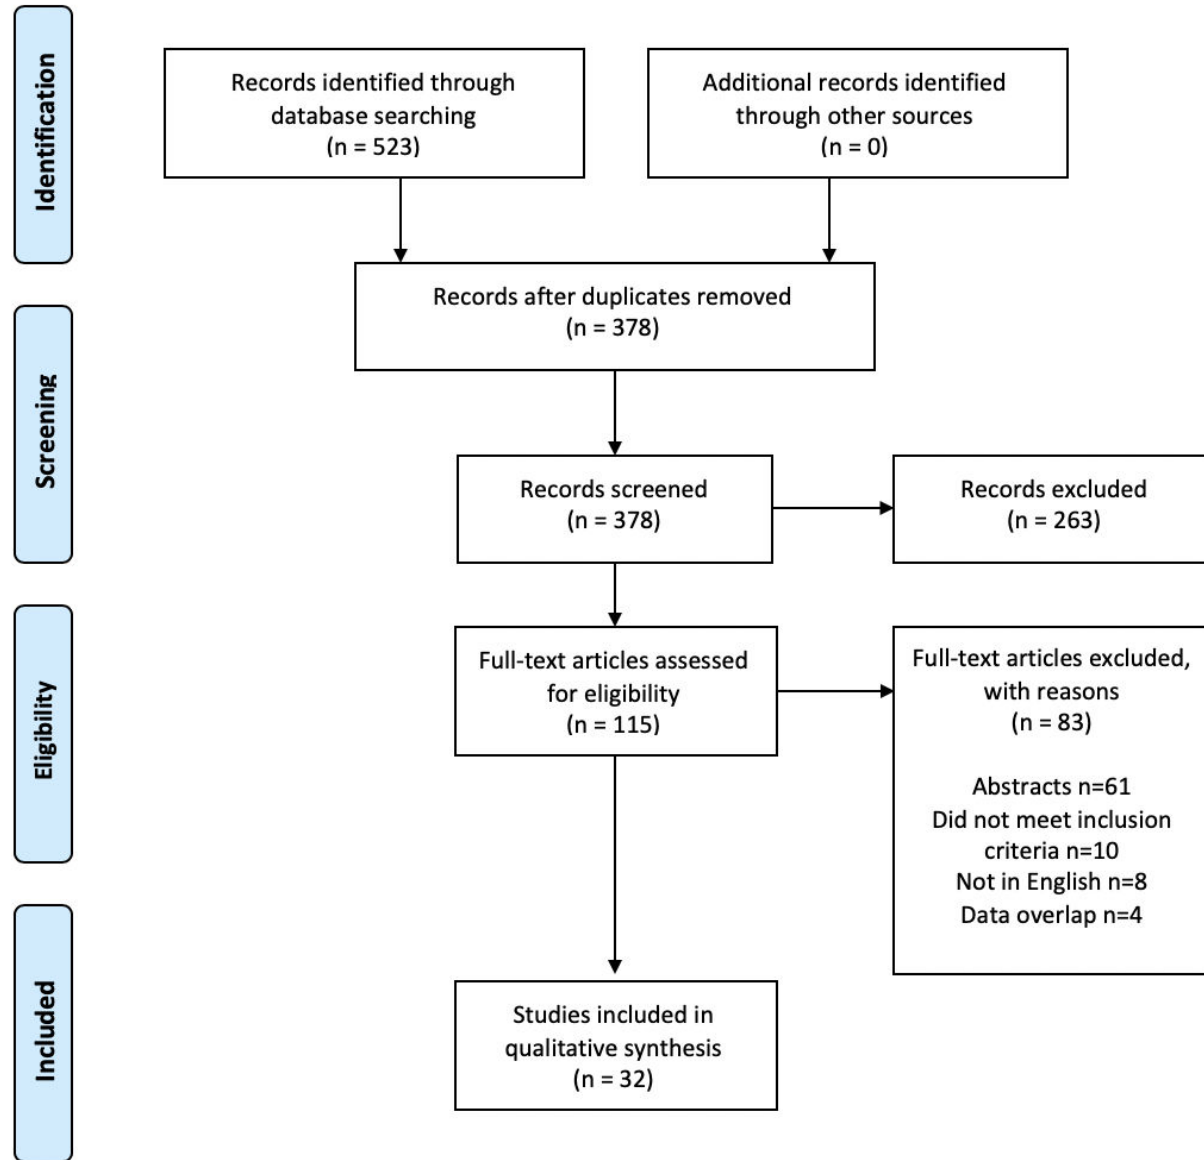 Identification
Records identified through
database searching
(n = 523)
Additional records identified
through other sources
(n = 0)
Records after duplicates removed
(n = 378)
Screening
Records screened
(n = 378)
Records excluded
(n = 263)
Eligibility
Full-text articles assessed
for eligibility
(n = 115)
Full-text articles excluded,
with reasons
(n = 83)
Abstracts n=61
Did not meet inclusion
criteria n=10
Not in English n=8
Data overlap n=4
Included
Studies included in
qualitative synthesis
(n = 32)